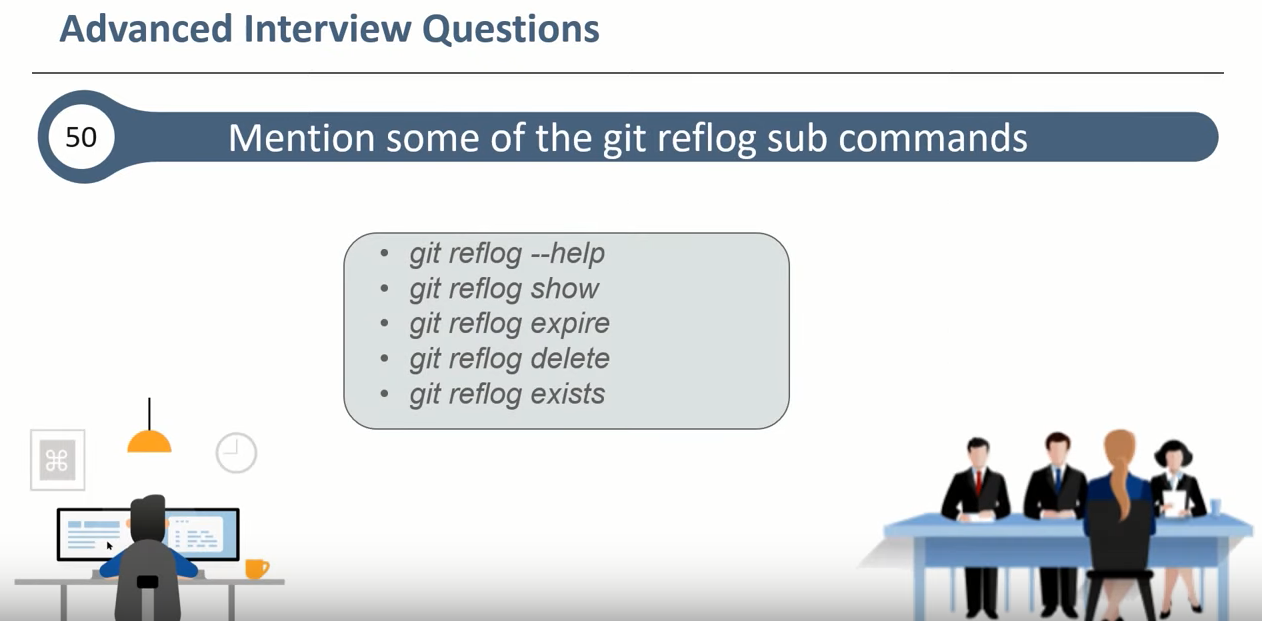 Advanced Interview Questions
50
Mention some of the git reflog sub commands
• git reflog --help
• git reflog show
• git reflog expire
• git reflog delete
• git reflog exists